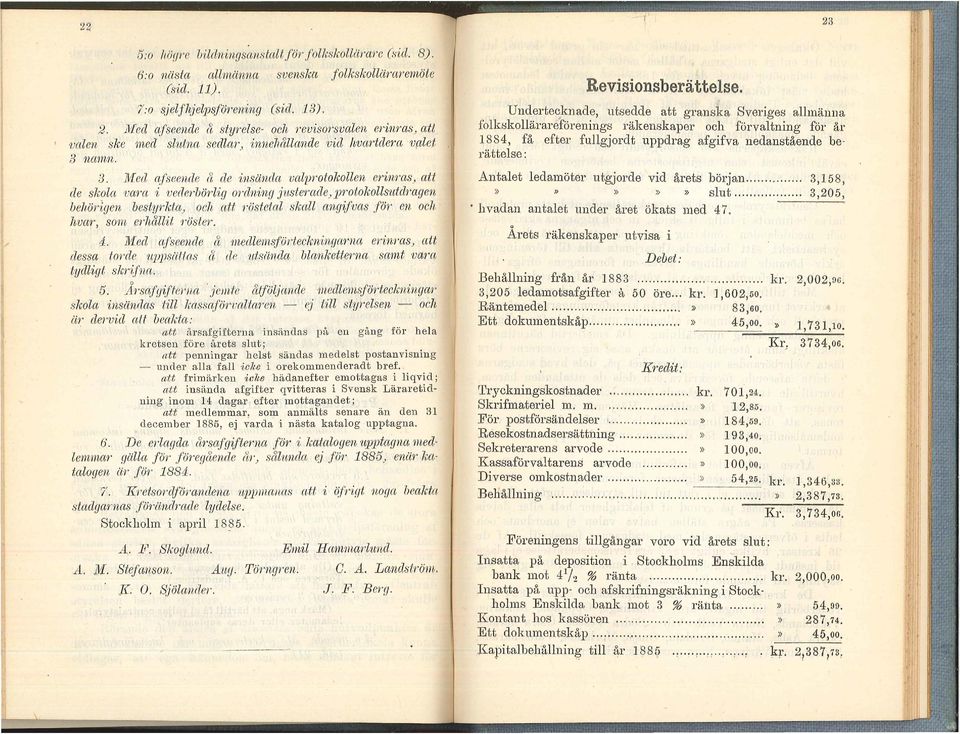 22
5:o högre bildningsanstalt för folkskollärare (sid. 8).
6:o nästa allmänna svenska folkskolläraremöte
(sid. 11).
7:o sjelfhjelpsförening (sid. 13).
2. Med afseende å styrelse- och revisorsvalen erinras, att
valen ske med slutna sedlar, innehållande vid hvartdera valet
3 namn.
3. Med afseende å de insända valprotokollen erinras, att
de skola vara i vederbörlig ordning justerade, protokollsutdragen
behörigen bestyrkta, och att röstetal skall angifvas för en och
hvar, som erhållit röster.
4. Med afseende å medlemsförteckningarna erinras, att
dessa torde uppsättas å de utsända blanketterna samt vara
tydligt skrifna.
5. Årsafgifterna jemte åtföljande medlemsförteckningar
skola insändas till kassaförvaltaren — ej till styrelsen — och
är dervid att beakta:
att årsafgifterna insändas på en gång för hela
kretsen före årets slut;
att penningar helst sändas medelst postanvisning
— under alla fall icke i orekommenderadt bref.
att frimärken icke hädanefter emottagas i liqvid;
att insända afgifter qvitteras i Svensk Läraretid-
ning inom 14 dagar efter mottagandet;
att medlemmar, som anmälts senare än den 31
december 1885, ej varda i nästa katalog upptagna.
6. De erlagda årsafgifterna för i katalogen upptagna med-
lemmar gälla för föregående år, sålunda ej för 1885, enär ka-
talogen är för 1884.
7. Kretsordförandena uppmanas att i öfrigt noga beakta
stadgarnas förändrade lydelse.
Stockholm i april 1885.
A. F. Skoglund. Emil Hammarlund.
A. M. Stefanson. Aug. Törngren. C. A. Landström.
K. O. Sjölander. J. F. Berg.
23
Revisionsberättelse.
Undertecknade, utsedde att granska Sveriges allmänna
folkskollärareförenings räkenskaper och förvaltning för år
1884, få efter fullgjordt uppdrag afgifva nedanstående be-
rättelse:
Antalet ledamöter utgjorde vid årets början............... 3,158,
» » » » » slut.................. 3,205,
hvadan antalet under året ökats med 47.
Årets räkenskaper utvisa i
Debet:
Behållning från år 1883 ................................. kr. 2,002,96.
3,205 ledamotsafgifter à 50 öre... kr. 1,602,50.
Räntemedel................................. » 83,60.
Ett dokumentskåp....................... » 45,00. » 1,731,10.
Kr. 3734,06.
Kredit:
Tryckningskostnader .................... kr. 701,24.
Skrifmateriel m. m. ..................... » 12,85.
För postförsändelser .................... » 184,59.
Resekostnadsersättning ................. » 193,40.
Sekreterarens arvode .................... » 100,00.
Kassaförvaltarens arvode .............. » 100,00.
Diverse omkostnader .................... » 54,25. kr. 1,346,33.
Behållning ..................................................... » 2,387,73.
Kr. 3,734,06.
Föreningens tillgångar voro vid årets slut:
Insatta på deposition i Stockholms Enskilda
bank mot 4 1/2 % ränta ............................ kr. 2,000,00.
Insatta på upp- och afskrifningsräkning i Stock-
holms Enskilda bank mot 3 % ränta ......... » 54,99.
Kontant hos kassören ................................... » 287,74.
Ett dokumentskåp.......................................... » 45,00.
Kapitalbehållning till år 1885 .................... kr. 2,387,73.